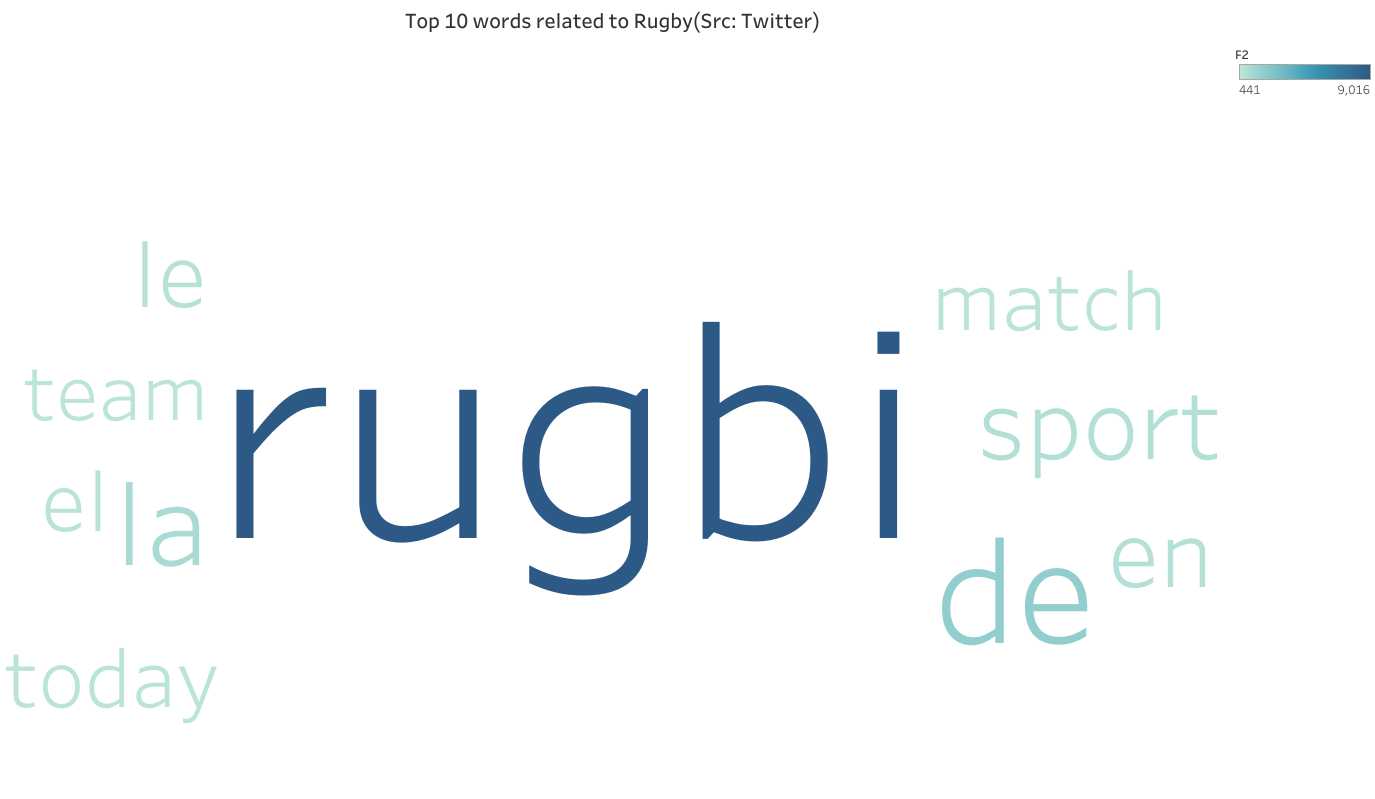 Top 10 words related to Rugby(Src: Twitter)
F2
441 9,016
le
match
team
rugbi
sport
el
la
en
de
today